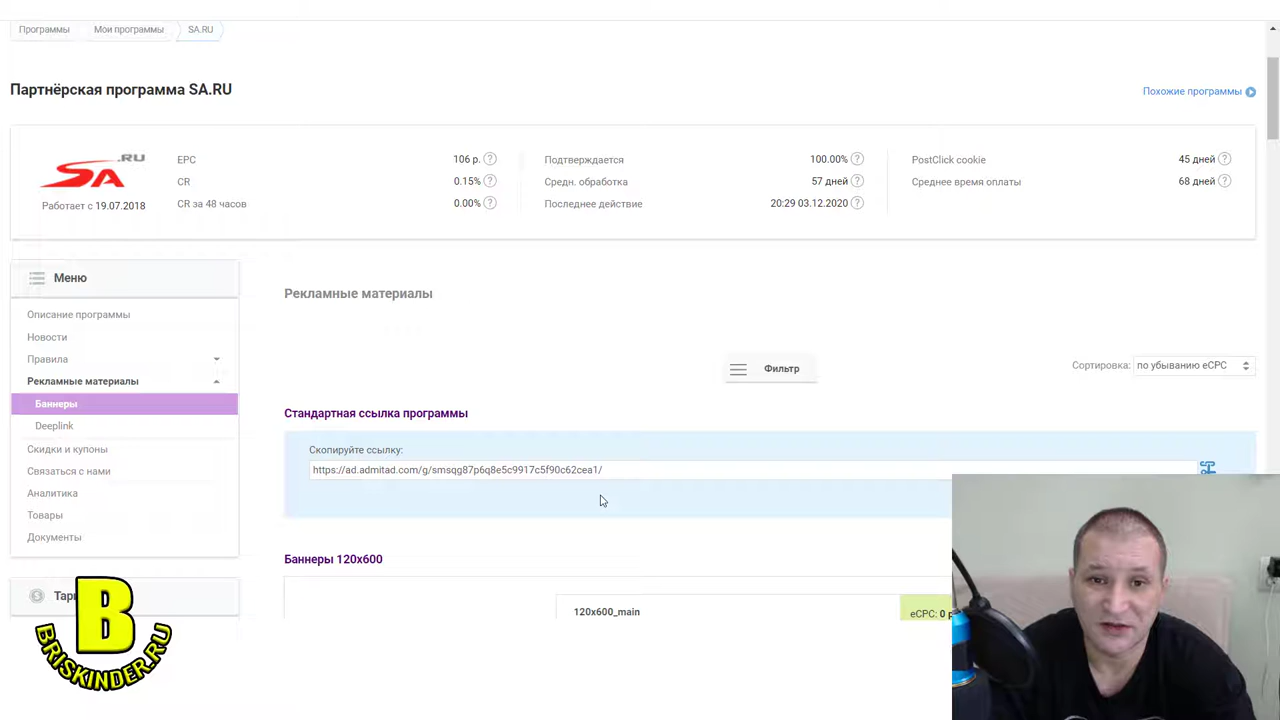 Программы Мои программы SA.RU
Партнёрская программа SA.RU
Похожие программы
SA.RU
Работает с 19.07.2018
EPC 106 р. ?
CR 0.15% ?
CR за 48 часов 0.00% ?
Подтверждается 100.00% ?
Средн. обработка 57 дней ?
Последнее действие 20:29 03.12.2020 ?
PostClick cookie 45 дней ?
Среднее время оплаты 68 дней ?
Меню
Описание программы
Новости
Правила
Рекламные материалы
Баннеры
Deeplink
Скидки и купоны
Связаться с нами
Аналитика
Товары
Документы
Рекламные материалы
Фильтр
Сортировка: по убыванию eCPC
Стандартная ссылка программы
Скопируйте ссылку:
https://ad.admitad.com/g/smsqg87p6q8e5c9917c5f90c62cea1/
Баннеры 120x600
120x600_main
eCPC: 0
B
BRISKINDER.RU